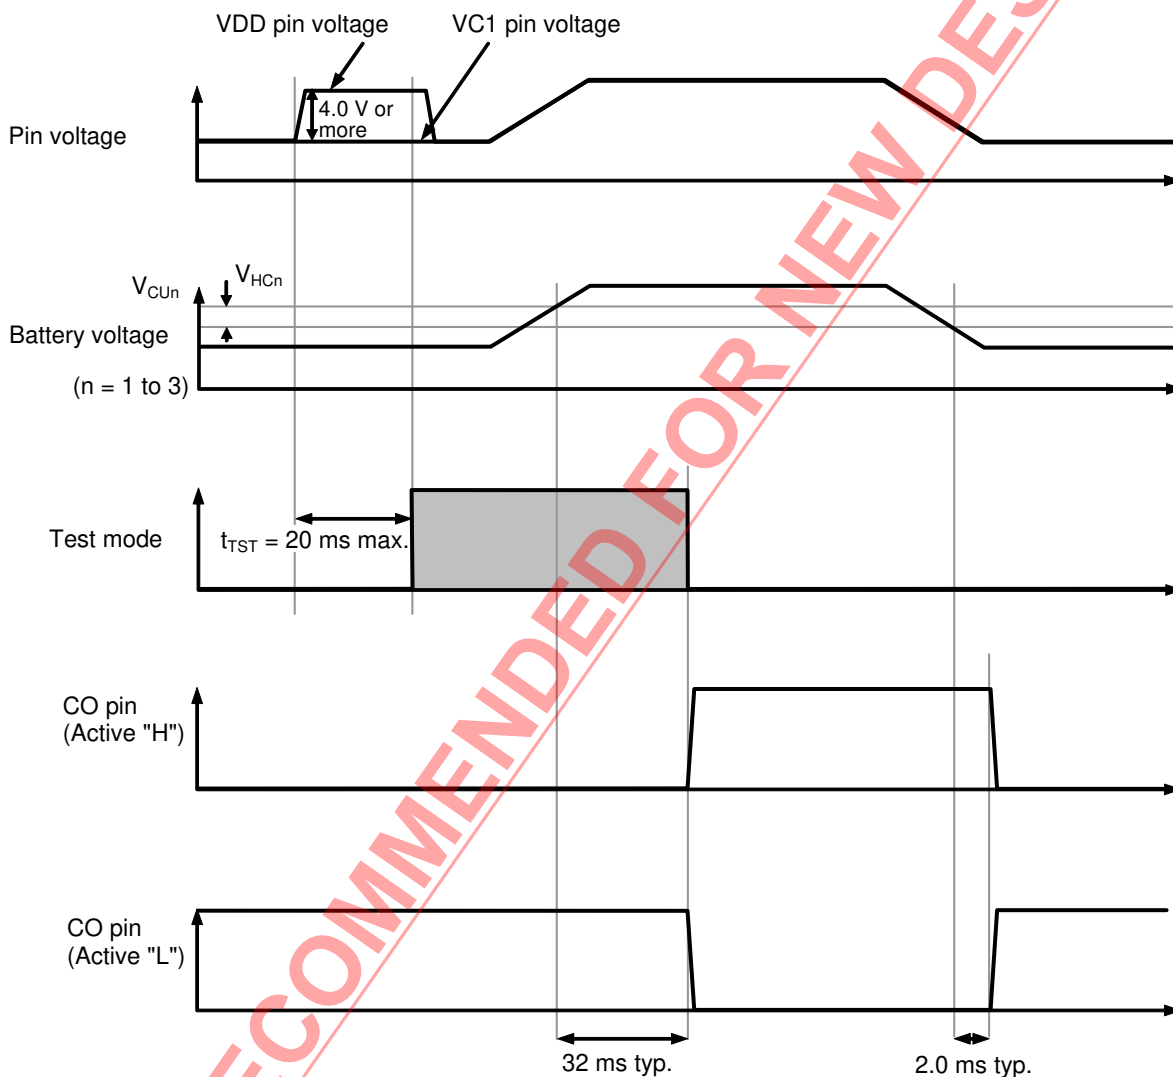 VDD pin voltage
VC1 pin voltage
4.0 V or
more
Pin voltage
VCUn
VHCn
Battery voltage
(n = 1 to 3)
Test mode
tTST = 20 ms max.
CO pin
(Active "H")
CO pin
(Active "L")
32 ms typ.
2.0 ms typ.
RECOMMENDED FOR NEW DES